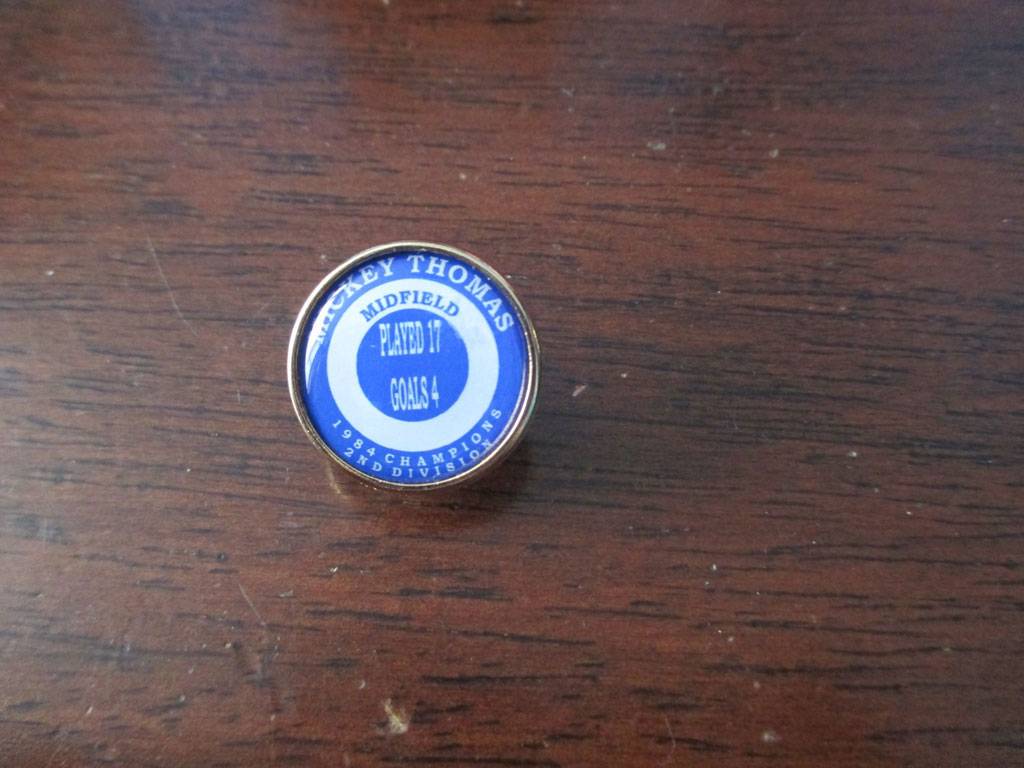 MICKEY THOMAS
MIDFIELD
PLAYED 17
GOALS 4
1984 CHAMPIONS
2ND DIVISION